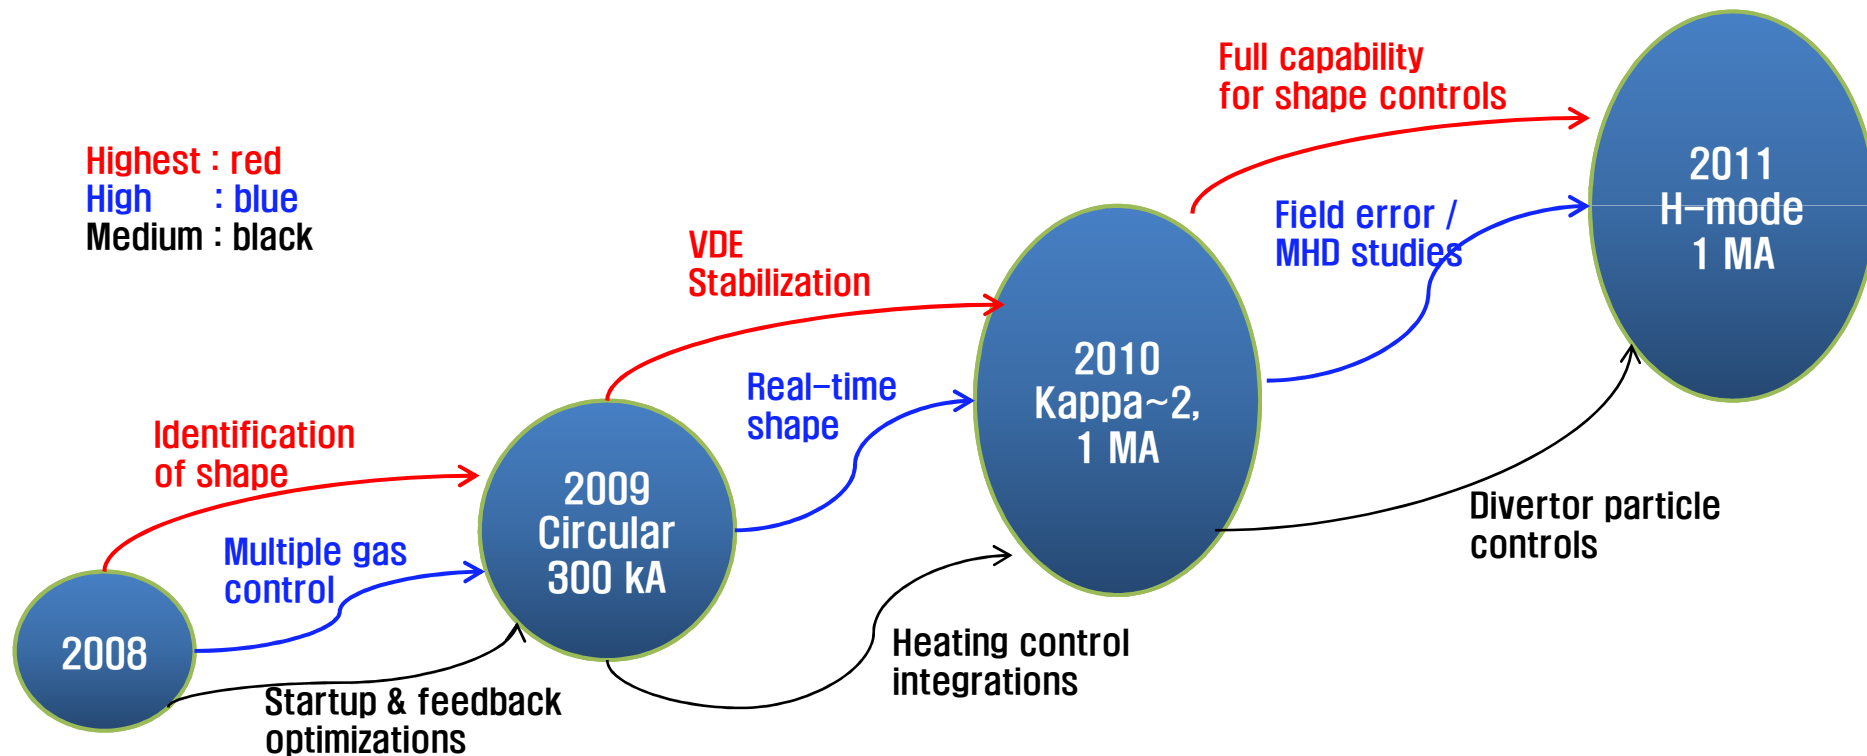 Highest : red
High : blue
Medium : black
Identification
of shape
Multiple gas
control
Startup & feedback
optimizations
2008
VDE
Stabilization
Real-time
shape
Heating control
integrations
2009
Circular
300 kA
Full capability
for shape controls
Field error /
MHD studies
Divertor particle
controls
2010
Kappa~2,
1 MA
2011
H-mode
1 MA